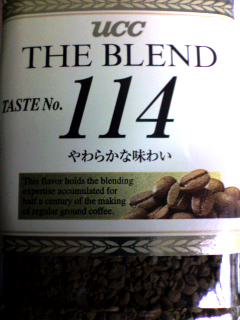 UCC
THE BLEND
TASTE No. 114
やわらかな味わい
This flavor holds the blending
expertise accumulated for
half a century of the making
of regular ground coffee.